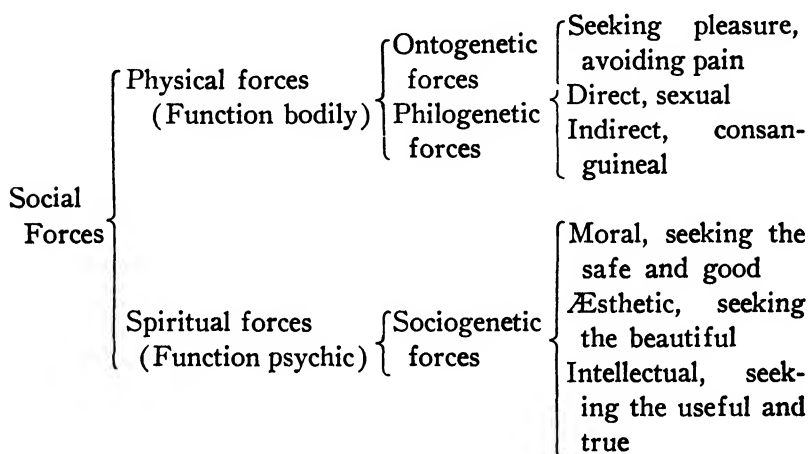 Social
Forces
Physical forces
(Function bodily)
Ontogenetic
forces
Philogenetic
forces
Seeking pleasure,
avoiding pain
Direct, sexual
Indirect, consan-
guineal
Spiritual forces
(Function psychic)
Sociogenetic
forces
Moral, seeking the
safe and good
Æsthetic, seeking
the beautiful
Intellectual, seek-
ing the useful and
true